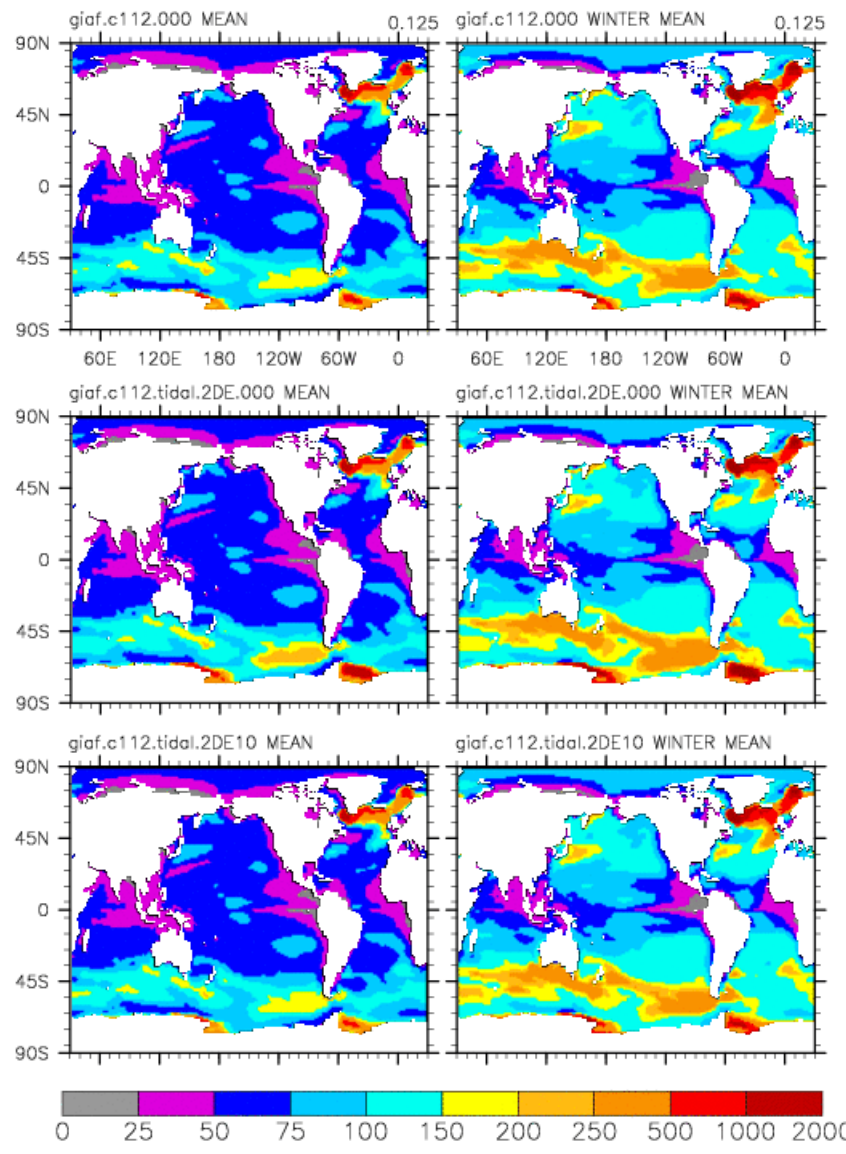 giaf.c112.000 MEAN 0.125
giaf.c112.000 WINTER MEAN 0.125
90N
45N
0
45S
90S
60E 120E 180 120W 60W 0
60E 120E 180 120W 60W 0
giaf.c112.tidal.2DE.000 MEAN
giaf.c112.tidal.2DE.000 WINTER MEAN
90N
45N
0
45S
90S
giaf.c112.tidal.2DE10 MEAN
giaf.c112.tidal.2DE10 WINTER MEAN
90N
45N
0
45S
90S
0 25 50 75 100 150 200 250 500 1000 2000